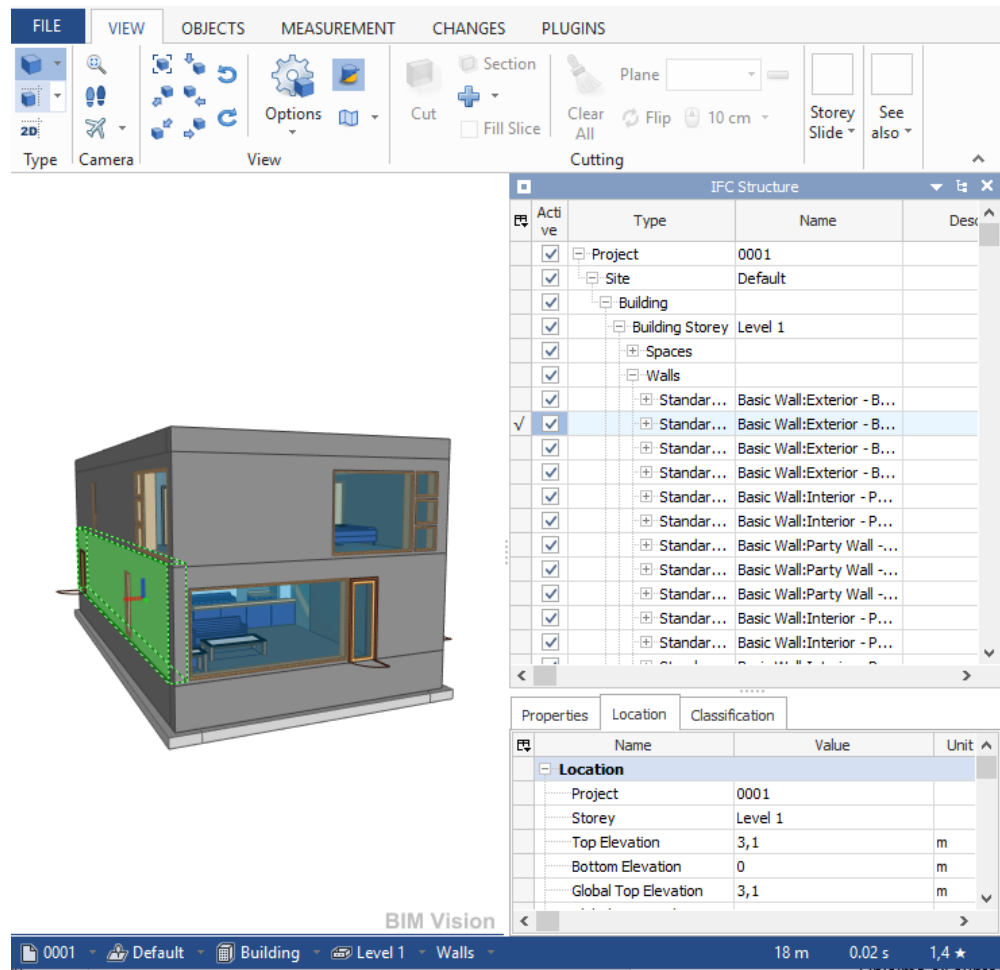 FILE VIEW OBJECTS MEASUREMENT CHANGES PLUGINS
Section
Plane
Options
Cut
Clear All
Flip 10 cm
Storey Slide
See also
2D
Fill Slice
Type Camera View Cutting
IFC Structure
Active Type Name Desc
Project 0001
Site Default
Building
Building Storey Level 1
Spaces
Walls
Standar... Basic Wall:Exterior - B...
√ Standar... Basic Wall:Exterior - B...
Standar... Basic Wall:Exterior - B...
Standar... Basic Wall:Exterior - B...
Standar... Basic Wall:Interior - P...
Standar... Basic Wall:Interior - P...
Standar... Basic Wall:Party Wall -...
Standar... Basic Wall:Party Wall -...
Standar... Basic Wall:Party Wall -...
Standar... Basic Wall:Interior - P...
Standar... Basic Wall:Interior - P...
Properties Location Classification
Name Value Unit
Location
Project 0001
Storey Level 1
Top Elevation 3,1 m
Bottom Elevation 0 m
Global Top Elevation 3,1 m
BIM Vision
0001 Default Building Level 1 Walls 18 m 0.02 s 1,4 ★